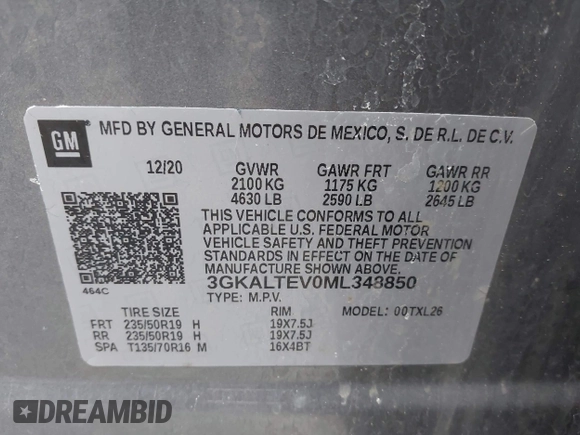 GM MFD BY GENERAL MOTORS DE MEXICO, S. DE R.L. DE C.V.
12/20 GVWR GAWR FRT GAWR RR
2100 KG 1175 KG 1200 KG
4630 LB 2590 LB 2645 LB
THIS VEHICLE CONFORMS TO ALL
APPLICABLE U.S. FEDERAL MOTOR
VEHICLE SAFETY AND THEFT PREVENTION
STANDARDS IN EFFECT ON THE DATE OF
MANUFACTURE SHOWN ABOVE.
464C 3GKALTEV0ML348850
TYPE: M.P.V. MODEL: 00TXL26
TIRE SIZE RIM
FRT 235/50R19 H 19X7.5J
RR 235/50R19 H 19X7.5J
SPA T135/70R16 M 16X4BT
DREAMBID